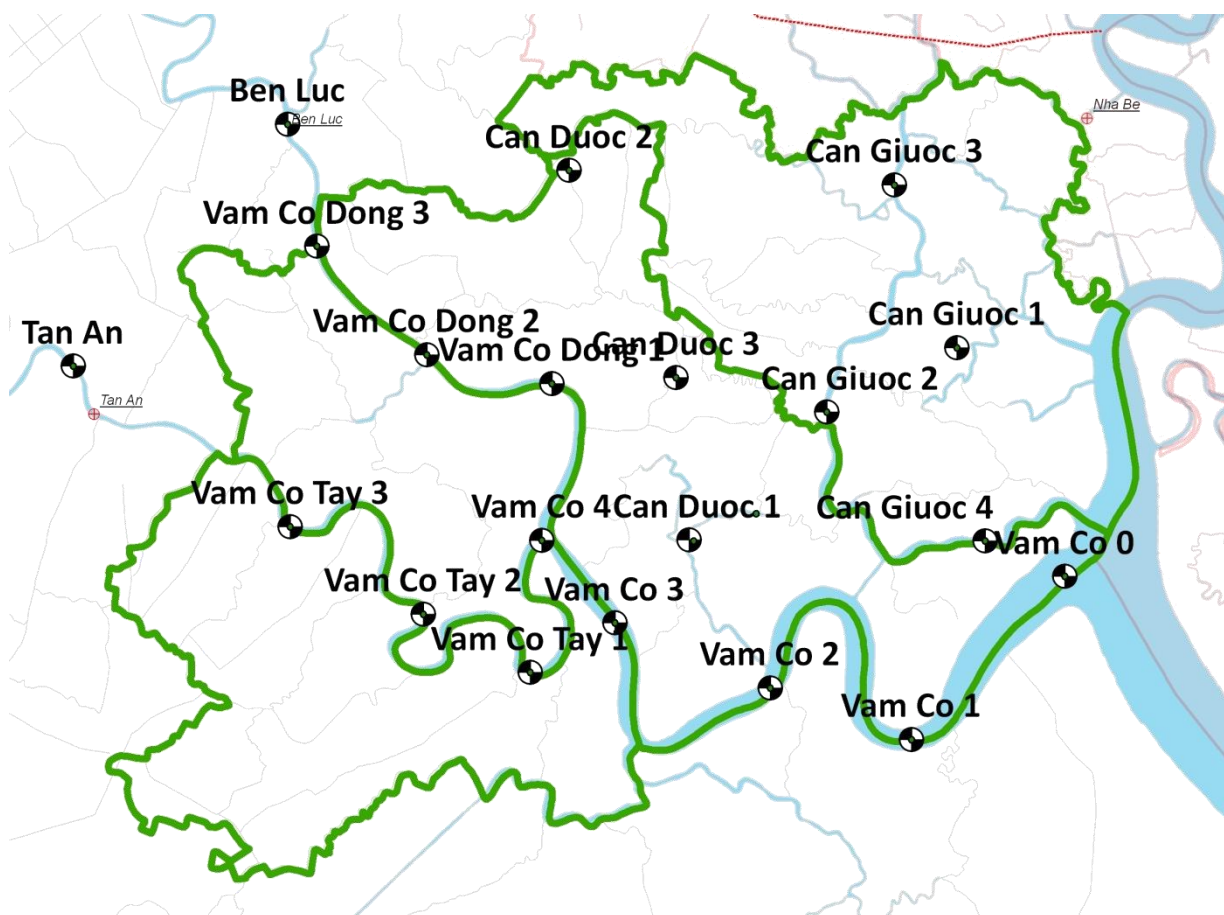 Ben Luc
Ben Luc
Nha Be
Can Duoc 2
Can Giuoc 3
Vam Co Dong 3
Tan An
Vam Co Dong 2
Can Giuoc 1
Vam Co Dong 1
Can Duoc 3
Can Giuoc 2
Tan An
Vam Co Tay 3
Vam Co 4
Can Duoc 1
Can Giuoc 4
Vam Co 0
Vam Co Tay 2
Vam Co 3
Vam Co Tay 1
Vam Co 2
Vam Co 1